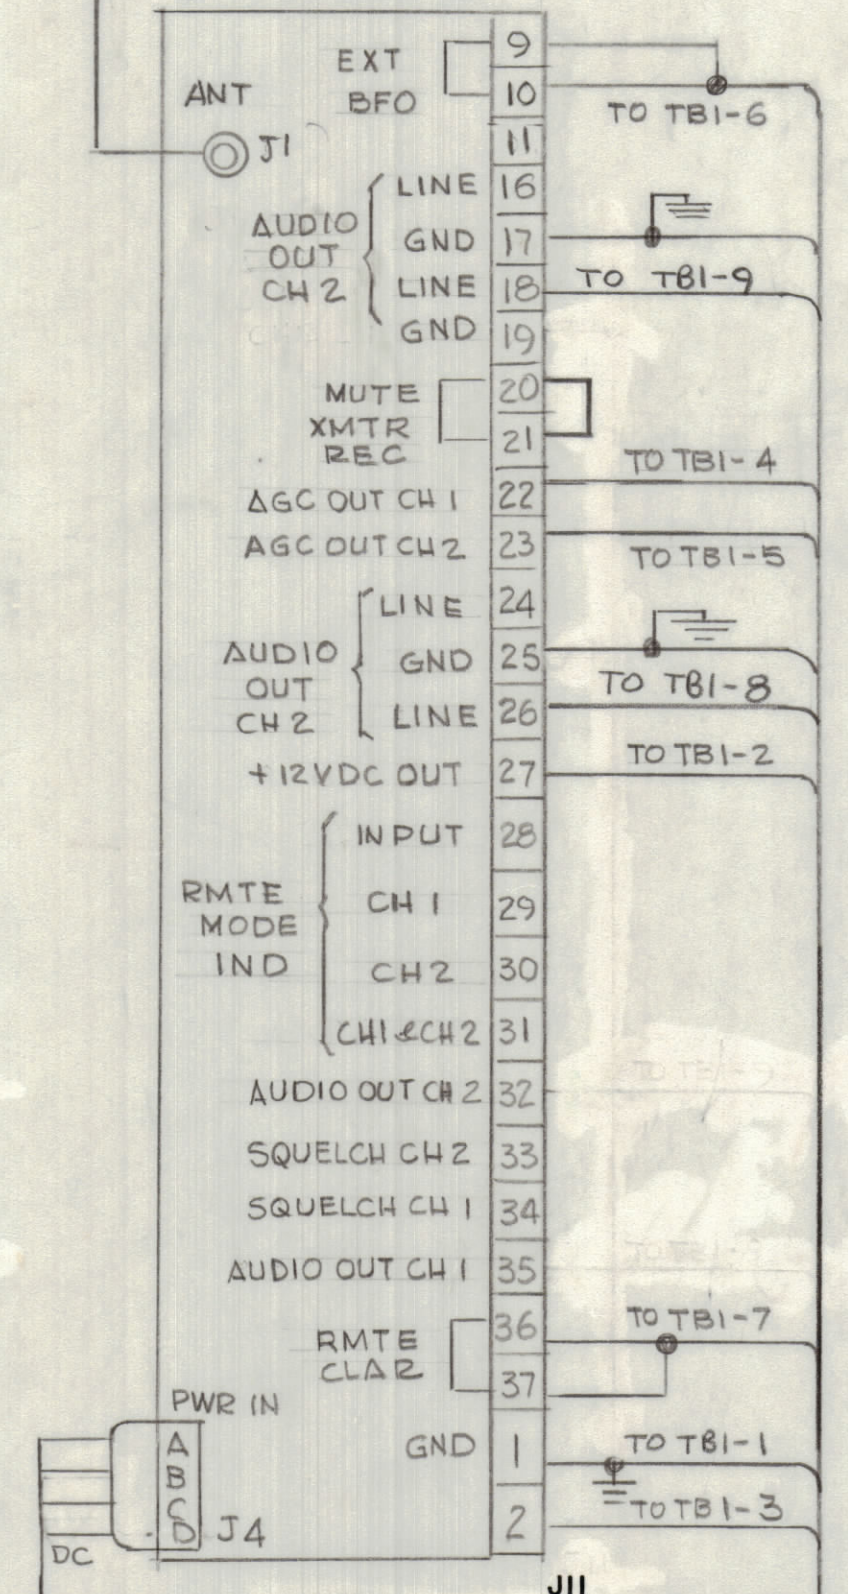 EXT 9
ANT BFO 10 TO TB1-6
J1 11
LINE 16
AUDIO GND 17
OUT
CH 2 LINE 18 TO TB1-9
GND 19
MUTE 20
XMTR 21
REC TO TB1-4
AGC OUT CH 1 22
AGC OUT CH 2 23 TO TB1-5
LINE 24
AUDIO GND 25
OUT TO TB1-8
CH 2 LINE 26
+12VDC OUT 27 TO TB1-2
INPUT 28
RMTE CH 1 29
MODE
IND CH 2 30
CH1 & CH2 31
AUDIO OUT CH 2 32 TO TB1-9
SQUELCH CH 2 33
SQUELCH CH 1 34
AUDIO OUT CH 1 35
RMTE 36 TO TB1-7
CLAR 37
PWR IN
A GND 1 TO TB1-1
B
C
D J4 2 TO TB1-3
DC
J11